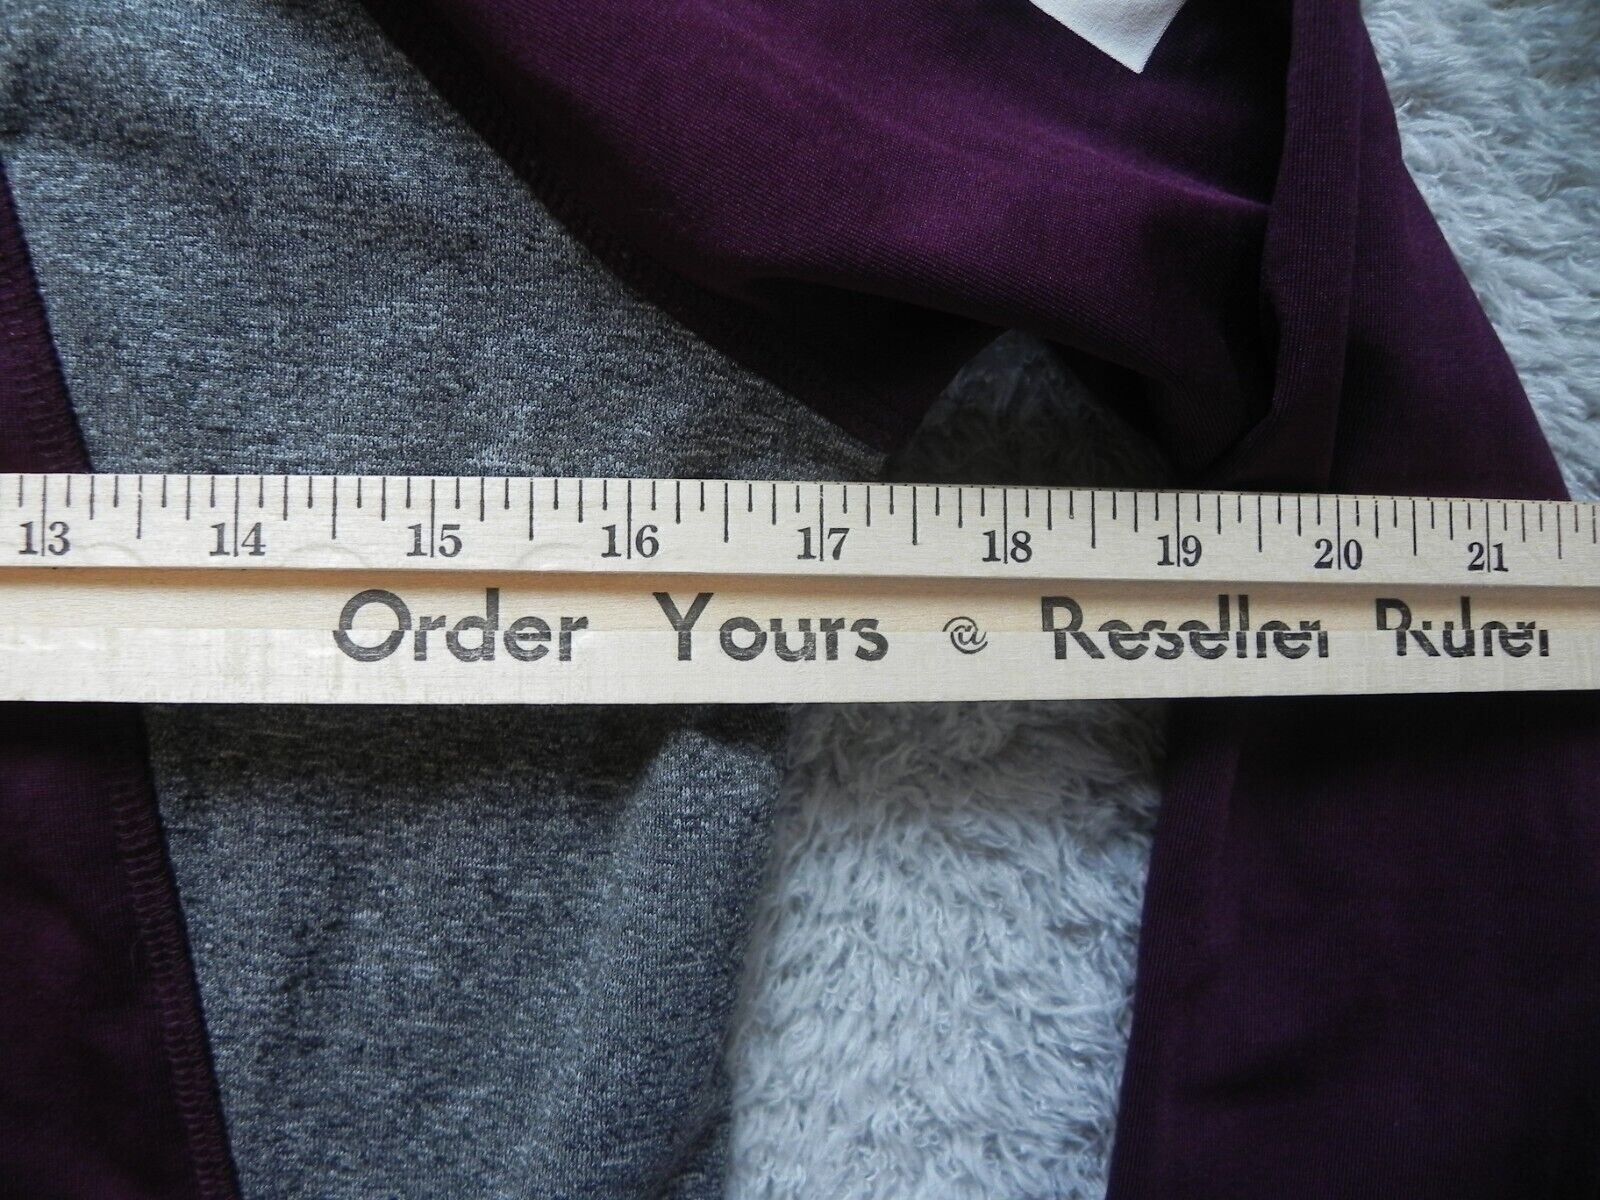 13 14 15 16 17 18 19 20 21
Order Yours @ Reseller Ruler